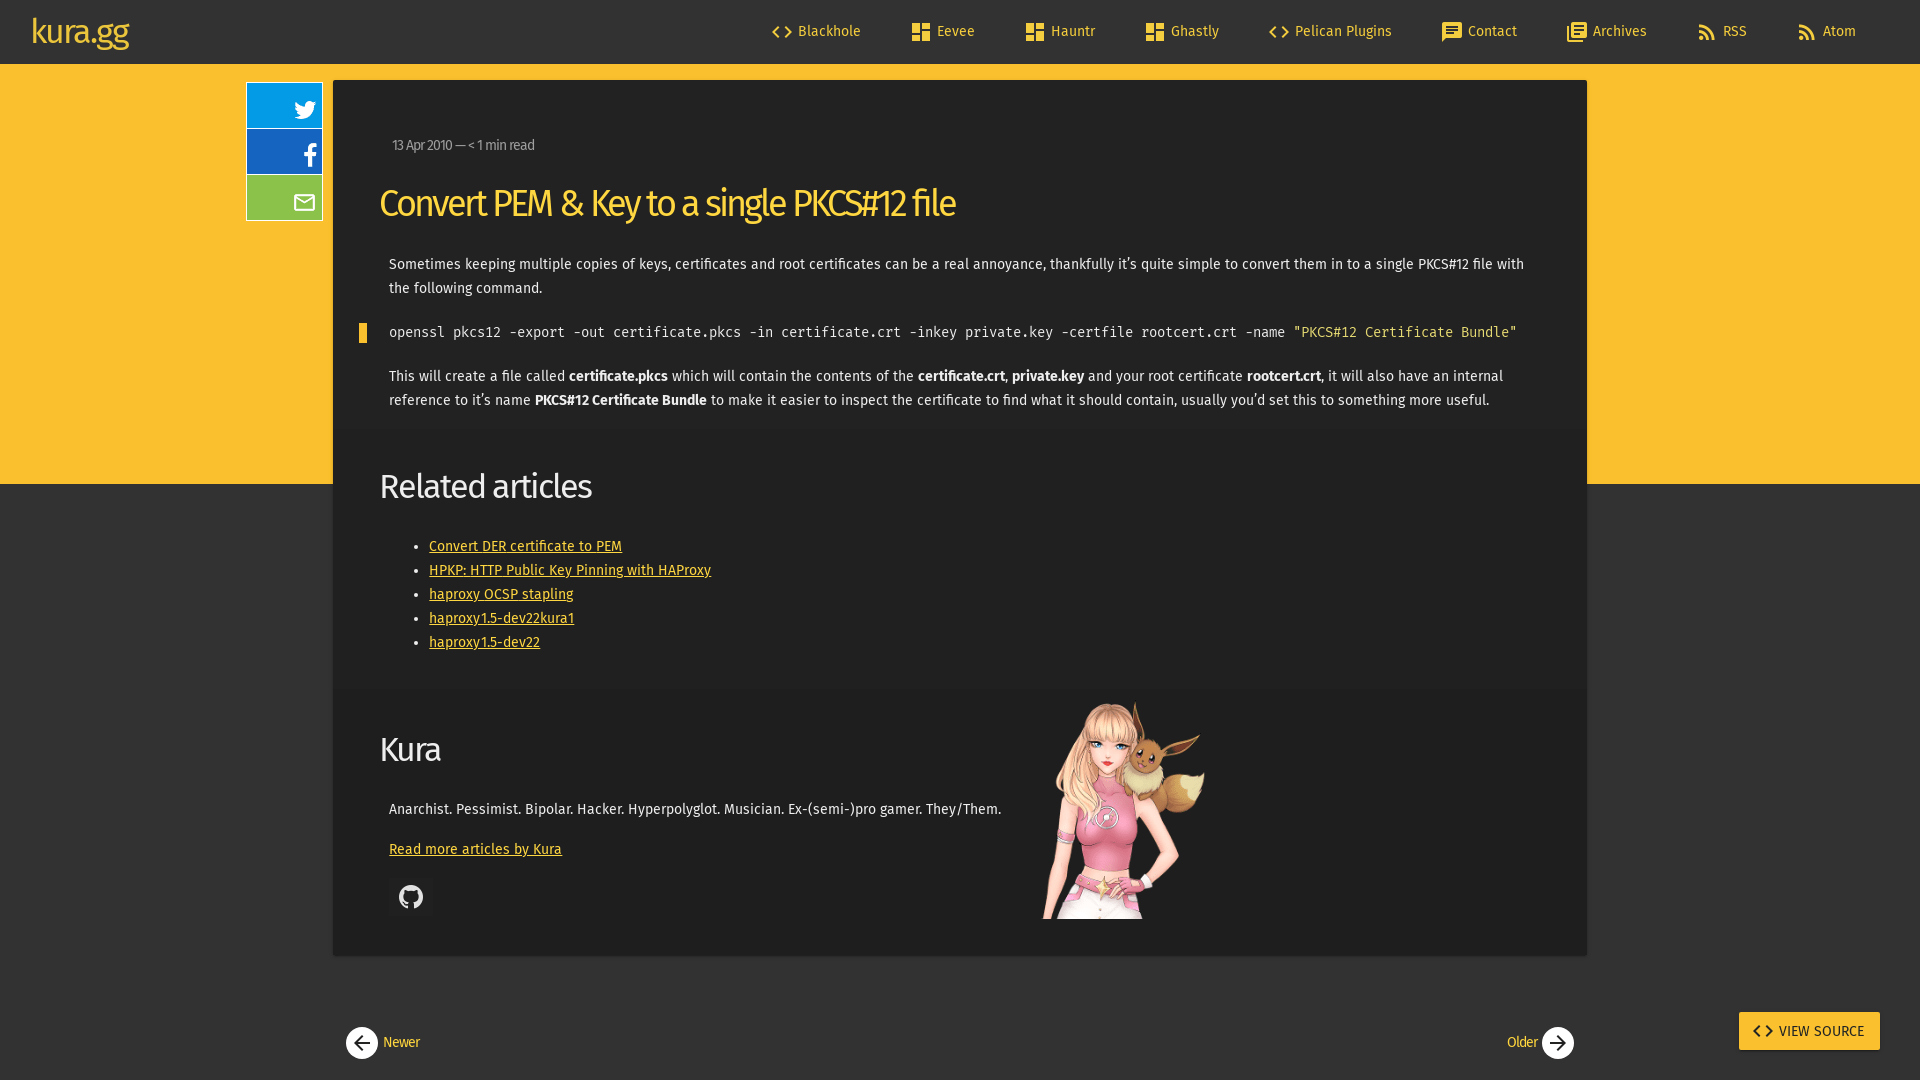 kura.gg
Blackhole
Eevee
Hauntr
Ghastly
Pelican Plugins
Contact
Archives
RSS
Atom
13 Apr 2010 — < 1 min read
Convert PEM & Key to a single PKCS#12 file
Sometimes keeping multiple copies of keys, certificates and root certificates can be a real annoyance, thankfully it’s quite simple to convert them in to a single PKCS#12 file with
the following command.
openssl pkcs12 -export -out certificate.pkcs -in certificate.crt -inkey private.key -certfile rootcert.crt -name "PKCS#12 Certificate Bundle"
This will create a file called certificate.pkcs which will contain the contents of the certificate.crt, private.key and your root certificate rootcert.crt, it will also have an internal
reference to it’s name PKCS#12 Certificate Bundle to make it easier to inspect the certificate to find what it should contain, usually you’d set this to something more useful.
Related articles
Convert DER certificate to PEM
HPKP: HTTP Public Key Pinning with HAProxy
haproxy OCSP stapling
haproxy1.5-dev22kura1
haproxy1.5-dev22
Kura
Anarchist. Pessimist. Bipolar. Hacker. Hyperpolyglot. Musician. Ex-(semi-)pro gamer. They/Them.
Read more articles by Kura
Newer
Older
VIEW SOURCE